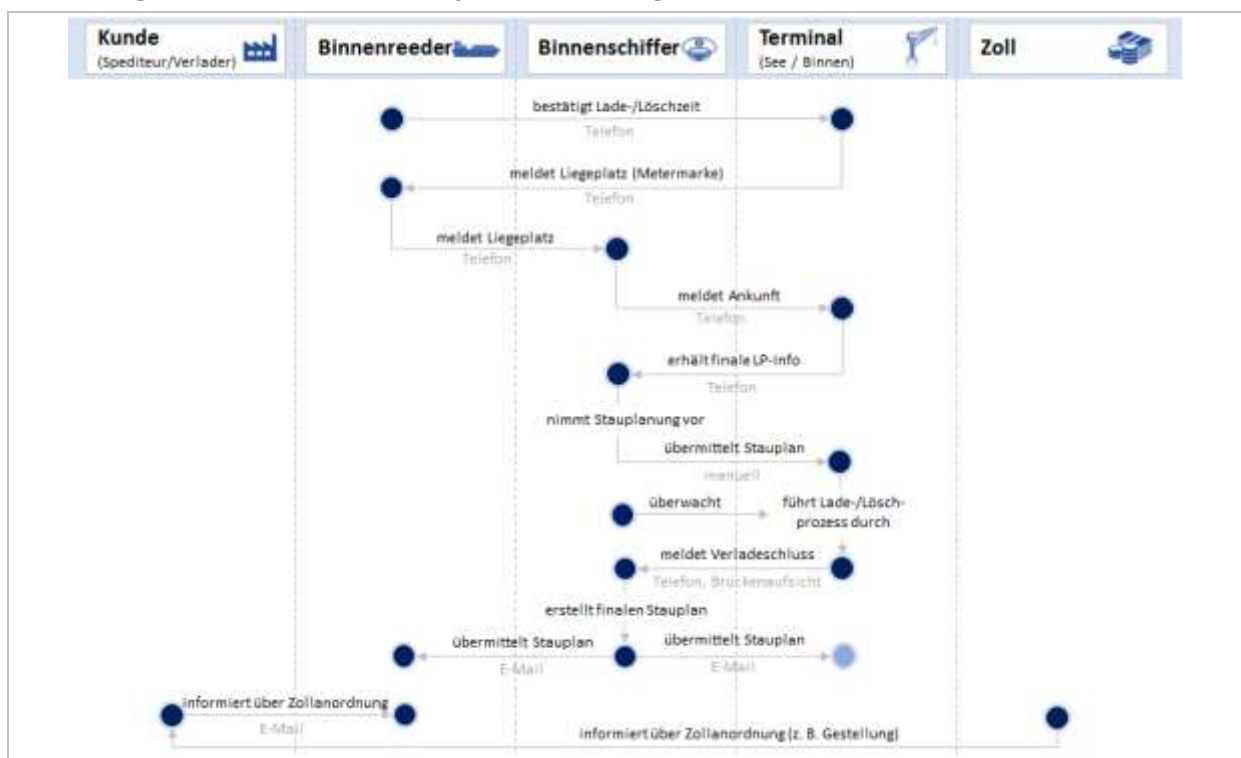 Kunde
(Spediteur/Verlader)
Binnenreeder
Binnenschiffer
Terminal
(See / Binnen)
Zoll
bestätigt Lade-/Löschzeit
Telefon
meldet Liegeplatz (Metermarke)
Telefon
meldet Liegeplatz
Telefon
meldet Ankunft
Telefon
erhält finale LP-Info
Telefon
nimmt Stauplanung vor
übermittelt Stauplan
manuell
überwacht
führt Lade-/Lösch-
prozess durch
meldet Verladeschluss
Telefon, Brückenaufsicht
erstellt finalen Stauplan
übermittelt Stauplan
E-Mail
übermittelt Stauplan
E-Mail
informiert über Zollanordnung
E-Mail
informiert über Zollanordnung (z. B. Gestellung)